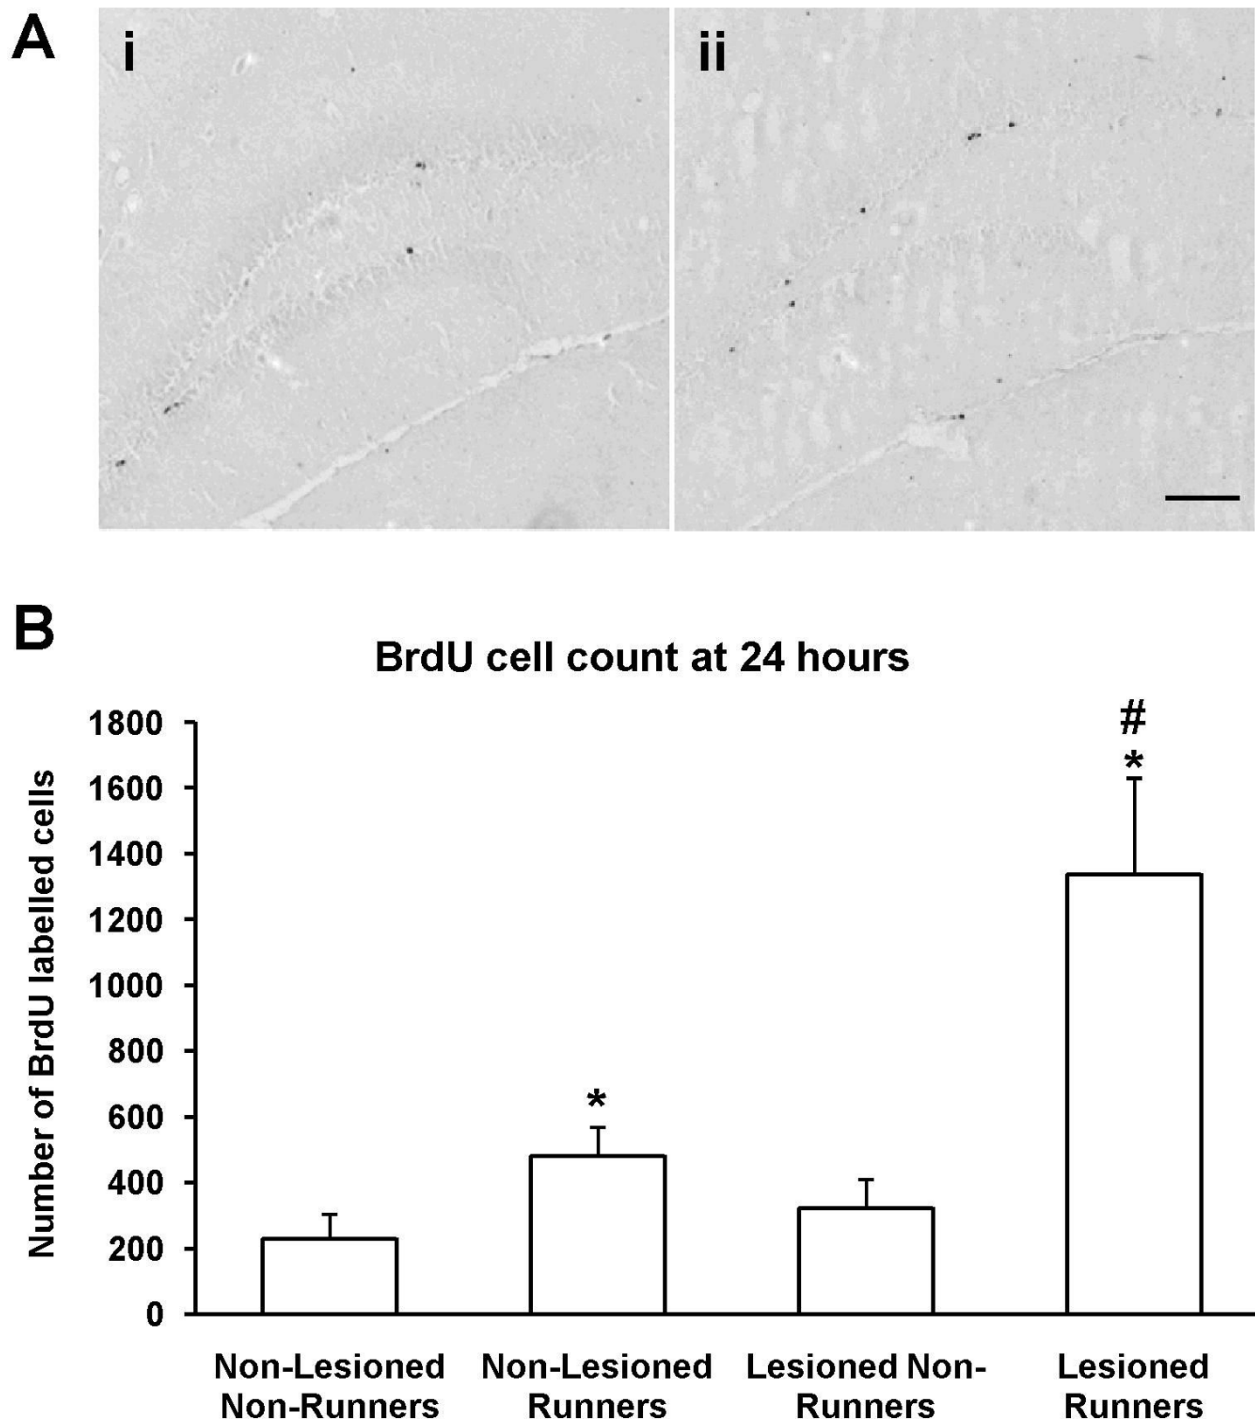 A
i
ii
B
BrdU cell count at 24 hours
Number of BrdU labelled cells
1800
1600
1400
1200
1000
800
600
400
200
0
*
#
*
Non-Lesioned
Non-Runners
Non-Lesioned
Runners
Lesioned Non-
Runners
Lesioned
Runners